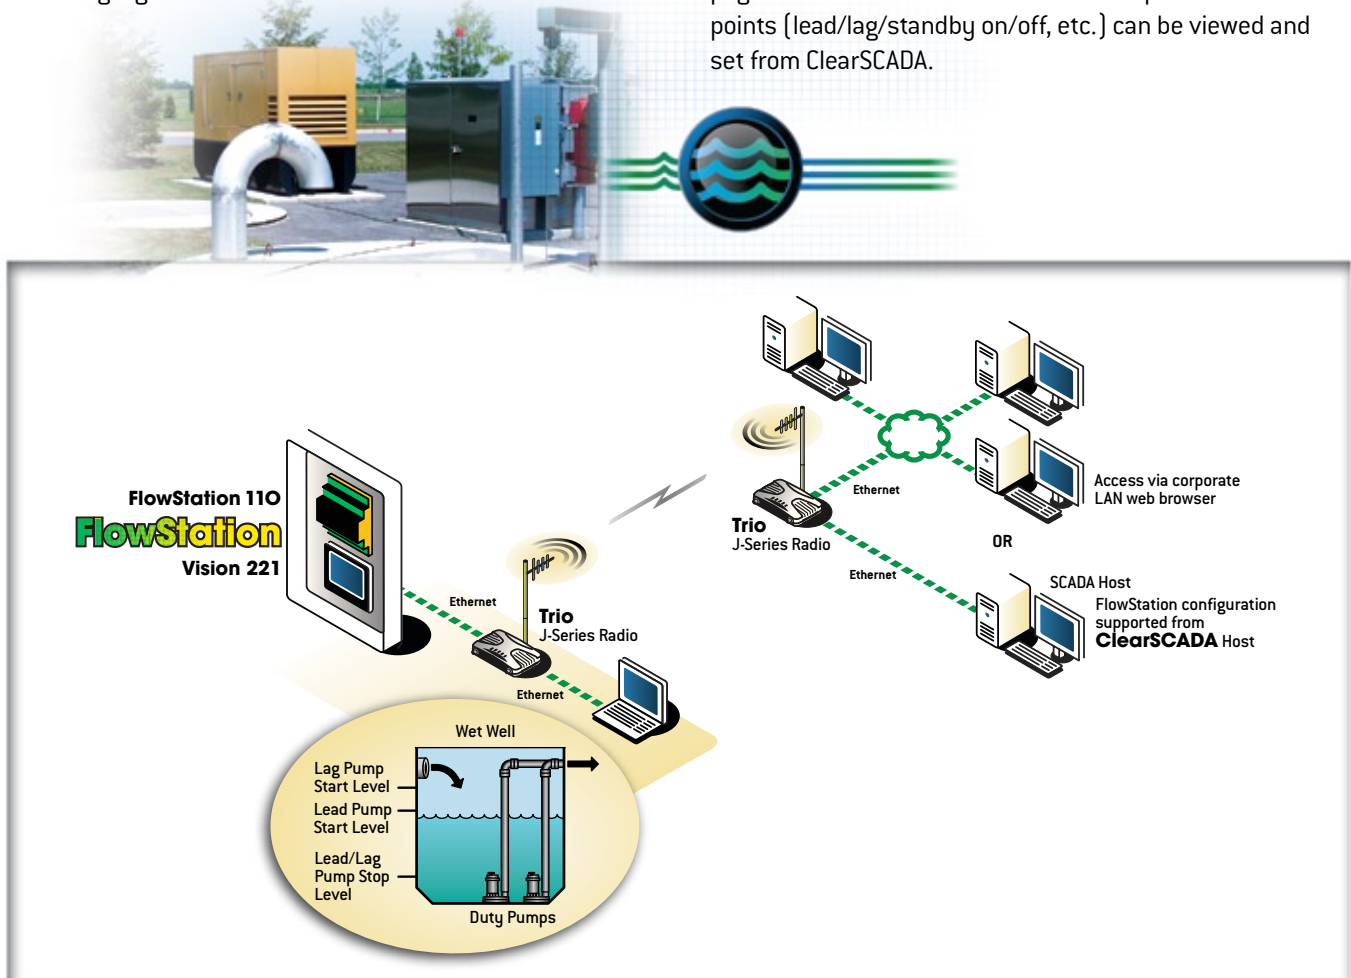 points (lead/lag/standby on/off, etc.) can be viewed and
set from ClearSCADA.
FlowStation 110
FlowStation
Vision 221
Ethernet
Trio
J-Series Radio
Ethernet
Trio
J-Series Radio
Ethernet
Ethernet
Access via corporate
LAN web browser
OR
SCADA Host
FlowStation configuration
supported from
ClearSCADA Host
Wet Well
Lag Pump
Start Level
Lead Pump
Start Level
Lead/Lag
Pump Stop
Level
Duty Pumps